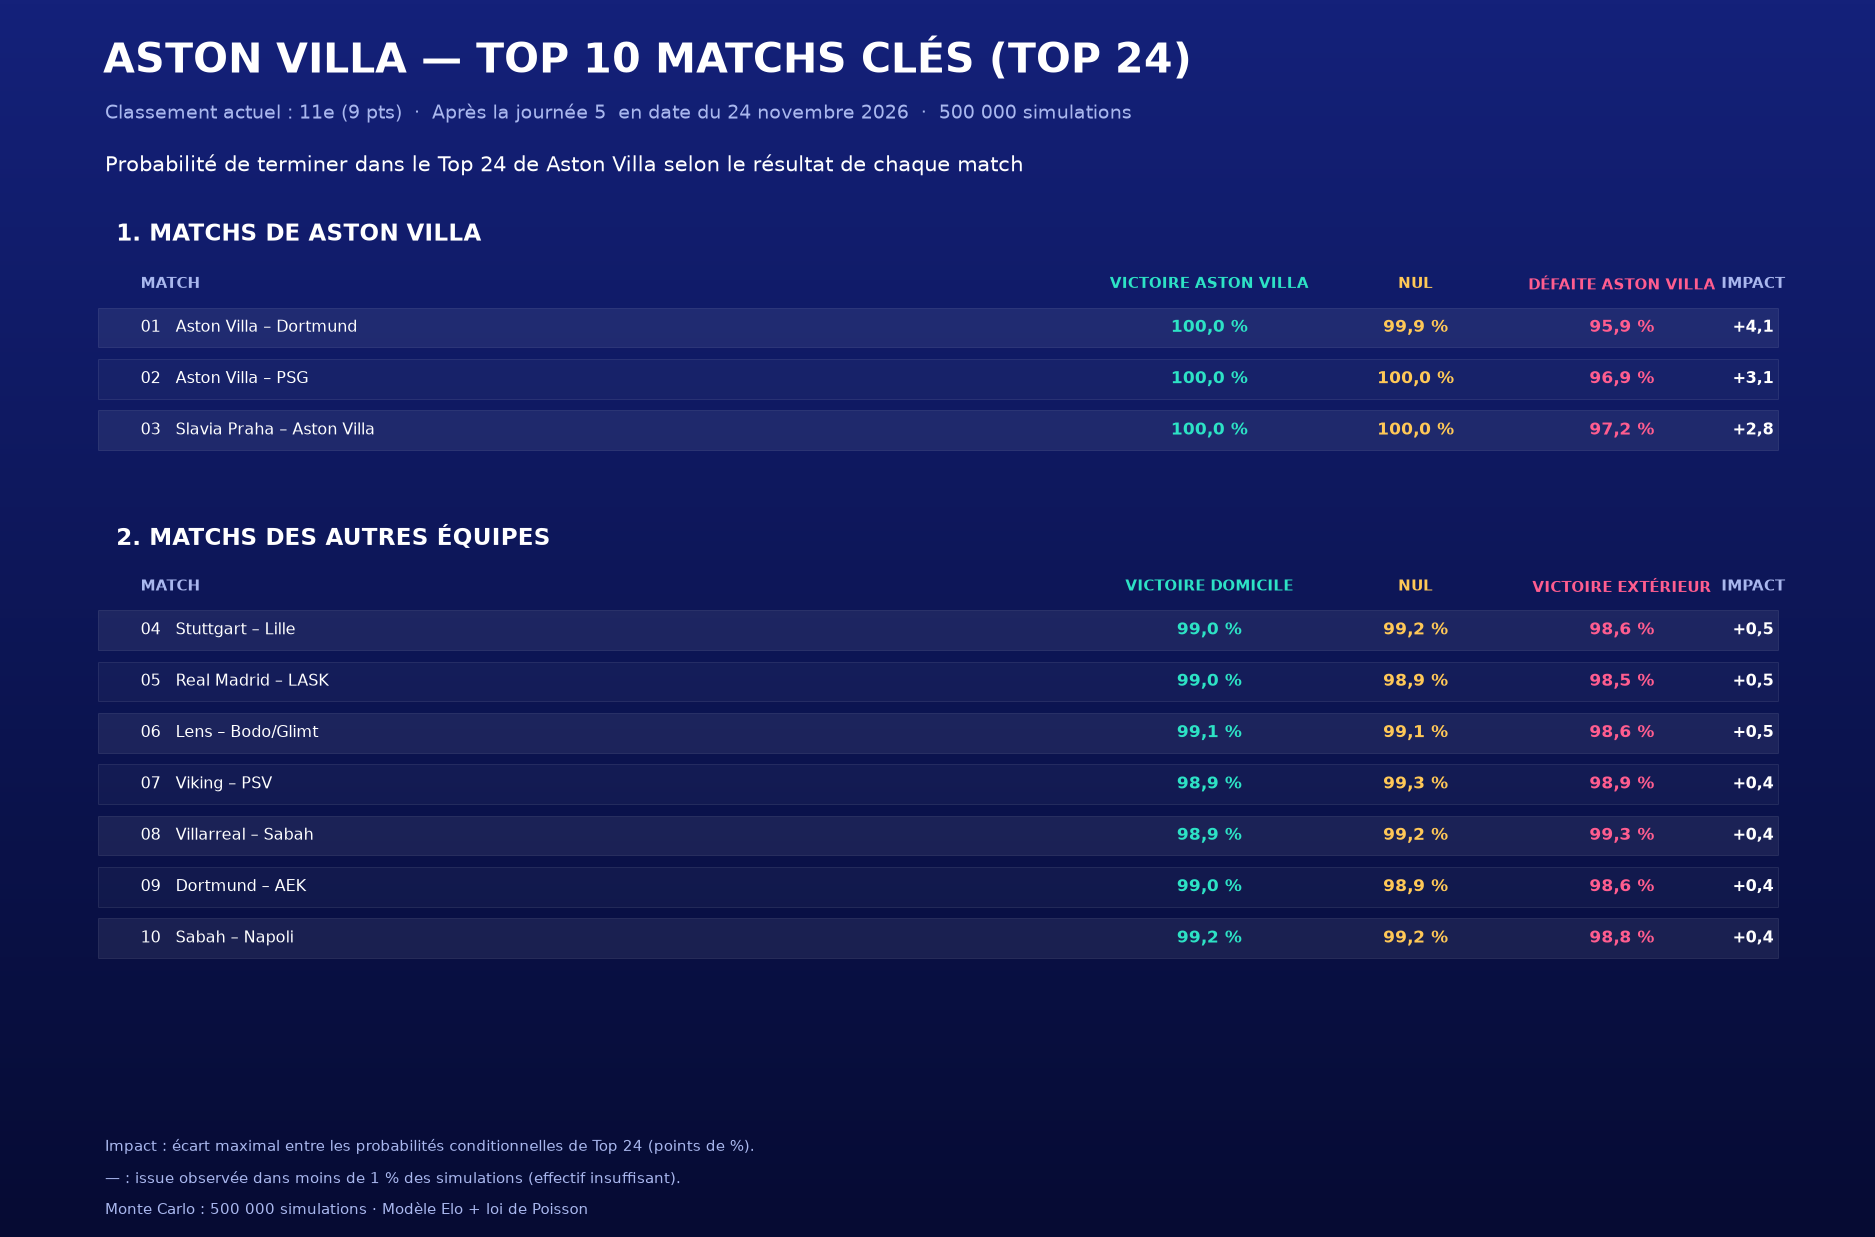 ASTON VILLA — TOP 10 MATCHS CLÉS (TOP 24)
Classement actuel : 11e (9 pts) · Après la journée 5 en date du 24 novembre 2026 · 500 000 simulations
Probabilité de terminer dans le Top 24 de Aston Villa selon le résultat de chaque match
1. MATCHS DE ASTON VILLA
MATCH VICTOIRE ASTON VILLA NUL DÉFAITE ASTON VILLA IMPACT
01 Aston Villa – Dortmund 100,0 % 99,9 % 95,9 % +4,1
02 Aston Villa – PSG 100,0 % 100,0 % 96,9 % +3,1
03 Slavia Praha – Aston Villa 100,0 % 100,0 % 97,2 % +2,8
2. MATCHS DES AUTRES ÉQUIPES
MATCH VICTOIRE DOMICILE NUL VICTOIRE EXTÉRIEUR IMPACT
04 Stuttgart – Lille 99,0 % 99,2 % 98,6 % +0,5
05 Real Madrid – LASK 99,0 % 98,9 % 98,5 % +0,5
06 Lens – Bodo/Glimt 99,1 % 99,1 % 98,6 % +0,5
07 Viking – PSV 98,9 % 99,3 % 98,9 % +0,4
08 Villarreal – Sabah 98,9 % 99,2 % 99,3 % +0,4
09 Dortmund – AEK 99,0 % 98,9 % 98,6 % +0,4
10 Sabah – Napoli 99,2 % 99,2 % 98,8 % +0,4
Impact : écart maximal entre les probabilités conditionnelles de Top 24 (points de %).
— : issue observée dans moins de 1 % des simulations (effectif insuffisant).
Monte Carlo : 500 000 simulations · Modèle Elo + loi de Poisson